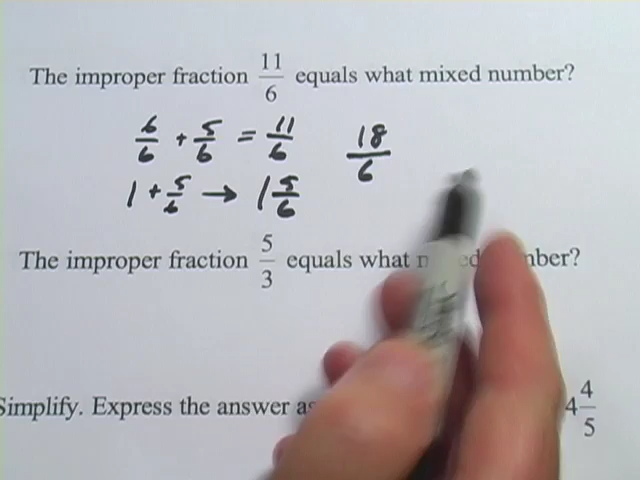 The improper fraction 11/6 equals what mixed number?
6/6 + 5/6 = 11/6 18/6
1 + 5/6 → 1 5/6
The improper fraction 5/3 equals what number?
Simplify. Express the answer as 4 4/5